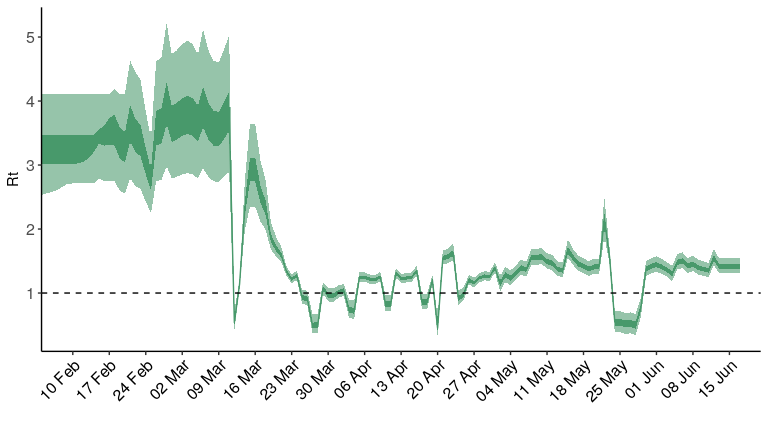 Rt
5
4
3
2
1
10 Feb
17 Feb
24 Feb
02 Mar
09 Mar
16 Mar
23 Mar
30 Mar
06 Apr
13 Apr
20 Apr
27 Apr
04 May
11 May
18 May
25 May
01 Jun
08 Jun
15 Jun